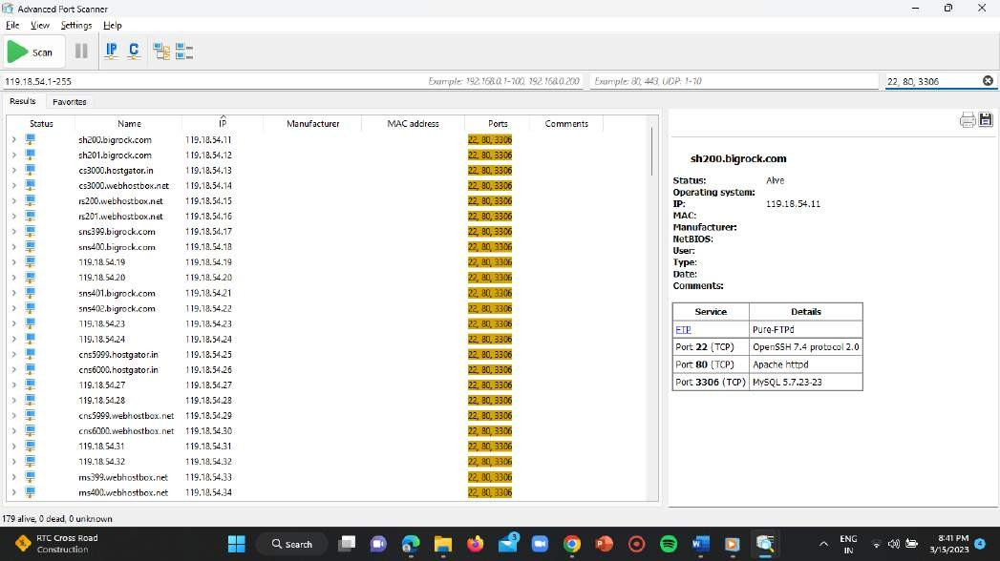 Advanced Port Scanner
File View Settings Help
Scan IP C
119.18.54.1-255 Example: 192.168.0.1-100, 192.168.0.200 Example: 80, 443, UDP: 1-10 22, 80, 3306
Results Favorites
Status Name IP Manufacturer MAC address Ports Comments
sh200.bigrock.com 119.18.54.11 22, 80, 3306
sh201.bigrock.com 119.18.54.12 22, 80, 3306
cs3000.hostgator.in 119.18.54.13 22, 80, 3306
cs3000.webhostbox.net 119.18.54.14 22, 80, 3306
rs200.webhostbox.net 119.18.54.15 22, 80, 3306
rs201.webhostbox.net 119.18.54.16 22, 80, 3306
sns399.bigrock.com 119.18.54.17 22, 80, 3306
sns400.bigrock.com 119.18.54.18 22, 80, 3306
119.18.54.19 119.18.54.19 22, 80, 3306
119.18.54.20 119.18.54.20 22, 80, 3306
sns401.bigrock.com 119.18.54.21 22, 80, 3306
sns402.bigrock.com 119.18.54.22 22, 80, 3306
119.18.54.23 119.18.54.23 22, 80, 3306
119.18.54.24 119.18.54.24 22, 80, 3306
cns5999.hostgator.in 119.18.54.25 22, 80, 3306
cns6000.hostgator.in 119.18.54.26 22, 80, 3306
119.18.54.27 119.18.54.27 22, 80, 3306
119.18.54.28 119.18.54.28 22, 80, 3306
cns5999.webhostbox.net 119.18.54.29 22, 80, 3306
cns6000.webhostbox.net 119.18.54.30 22, 80, 3306
119.18.54.31 119.18.54.31 22, 80, 3306
119.18.54.32 119.18.54.32 22, 80, 3306
rns399.webhostbox.net 119.18.54.33 22, 80, 3306
rns400.webhostbox.net 119.18.54.34 22, 80, 3306
sh200.bigrock.com
Status: Alive
Operating system:
IP: 119.18.54.11
MAC:
Manufacturer:
NetBIOS:
User:
Type:
Date:
Comments:
Service Details
FTP Pure-FTPd
Port 22 (TCP) OpenSSH 7.4 protocol 2.0
Port 80 (TCP) Apache httpd
Port 3306 (TCP) MySQL 5.7.23-23
179 alive, 0 dead, 0 unknown
RTC Cross Road
Construction
Search
3
ENG
IN
8:41 PM
3/15/2023
4